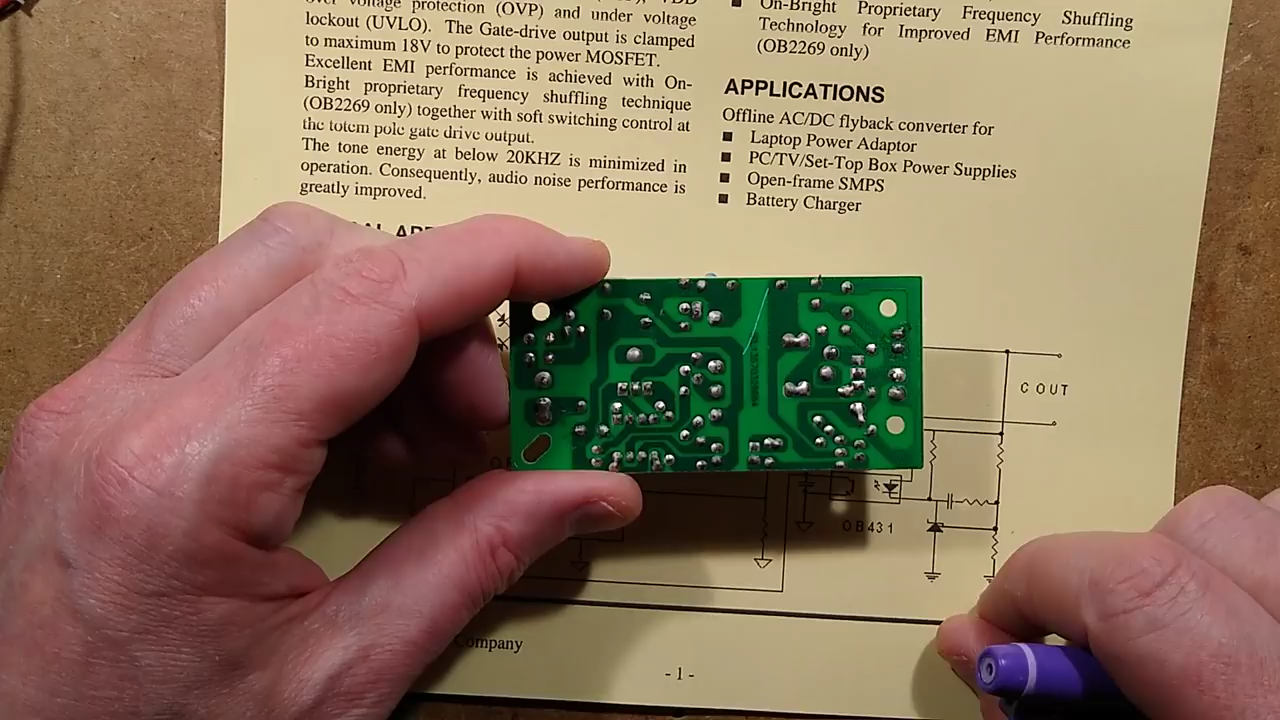 over voltage protection (OVP) and under voltage
lockout (UVLO). The Gate-drive output is clamped
to maximum 18V to protect the power MOSFET.
Excellent EMI performance is achieved with On-
Bright proprietary frequency shuffling technique
(OB2269 only) together with soft switching control at
the totem pole gate drive output.
The tone energy at below 20KHZ is minimized in
operation. Consequently, audio noise performance is
greatly improved.
On-Bright Proprietary Frequency Shuffling
Technology for Improved EMI Performance
(OB2269 only)
APPLICATIONS
Offline AC/DC flyback converter for
■ Laptop Power Adaptor
■ PC/TV/Set-Top Box Power Supplies
■ Open-frame SMPS
■ Battery Charger
C OUT
OB431
Company
- 1 -